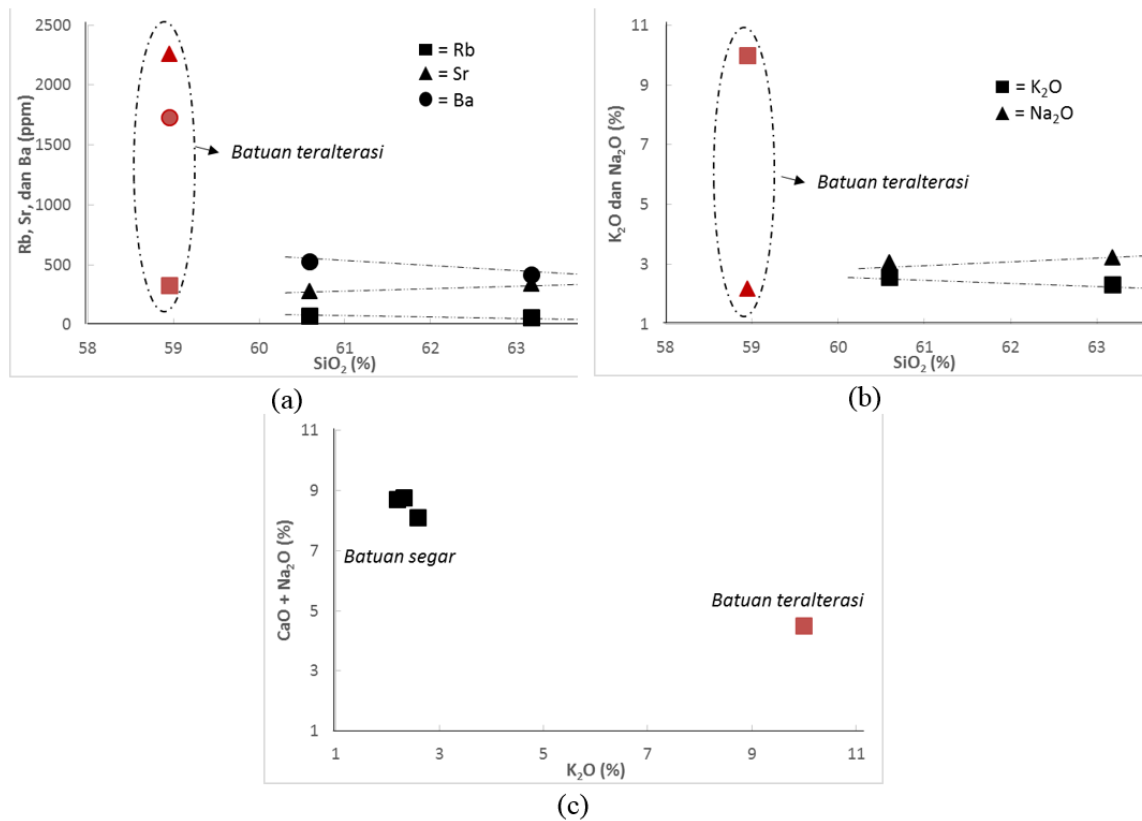 Rb, Sr, dan Ba (ppm)
2500
2000
1500
1000
500
0
58
59
60
61
62
63
SiO₂ (%)
■ = Rb
▲ = Sr
● = Ba
Batuan teralterasi
(a)
K₂O dan Na₂O (%)
11
9
7
5
3
1
58
59
60
61
62
63
SiO₂ (%)
■ = K₂O
▲ = Na₂O
Batuan teralterasi
(b)
CaO + Na₂O (%)
11
9
7
5
3
1
1
3
5
7
9
11
K₂O (%)
Batuan segar
Batuan teralterasi
(c)